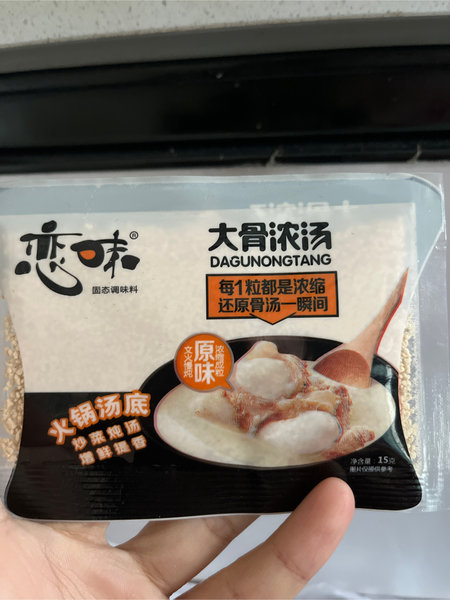 恋味®
固态调味料
大骨浓汤
DAGUNONGTANG
每1粒都是浓缩
还原骨汤一瞬间
文火慢炖
原味
浓缩成粒
火锅汤底
炒菜炖汤
增鲜提香
净含量：15克
图片仅供参考